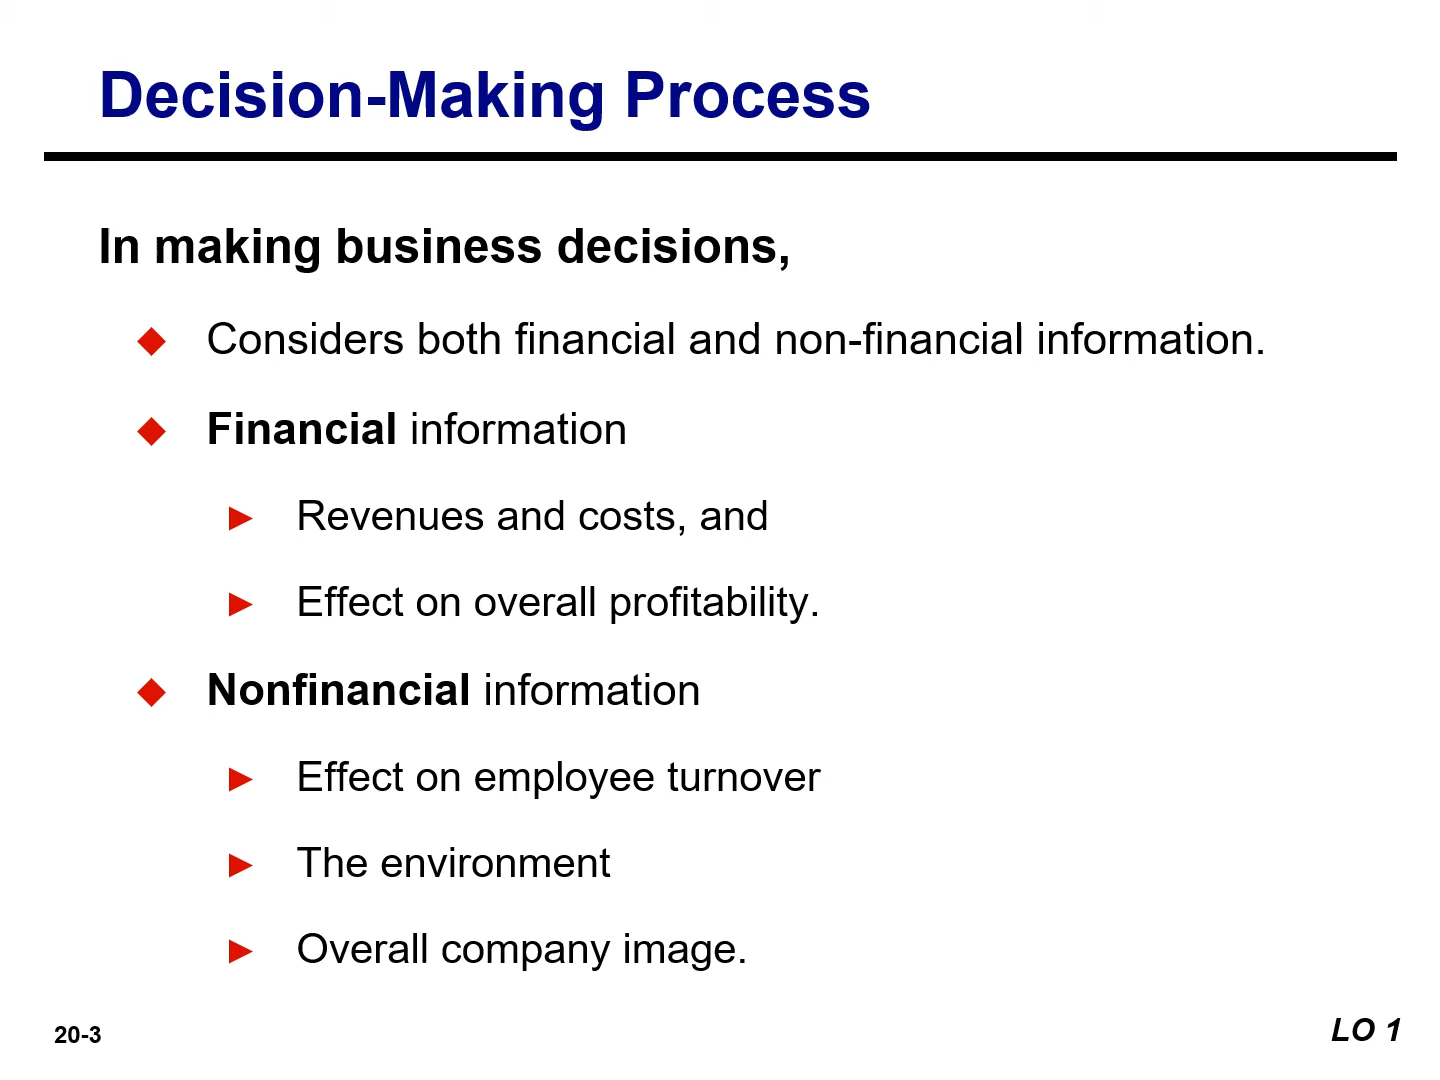 Decision-Making Process
In making business decisions,
Considers both financial and non-financial information.
Financial information
Revenues and costs, and
Effect on overall profitability.
Nonfinancial information
Effect on employee turnover
The environment
Overall company image.
20-3
LO 1